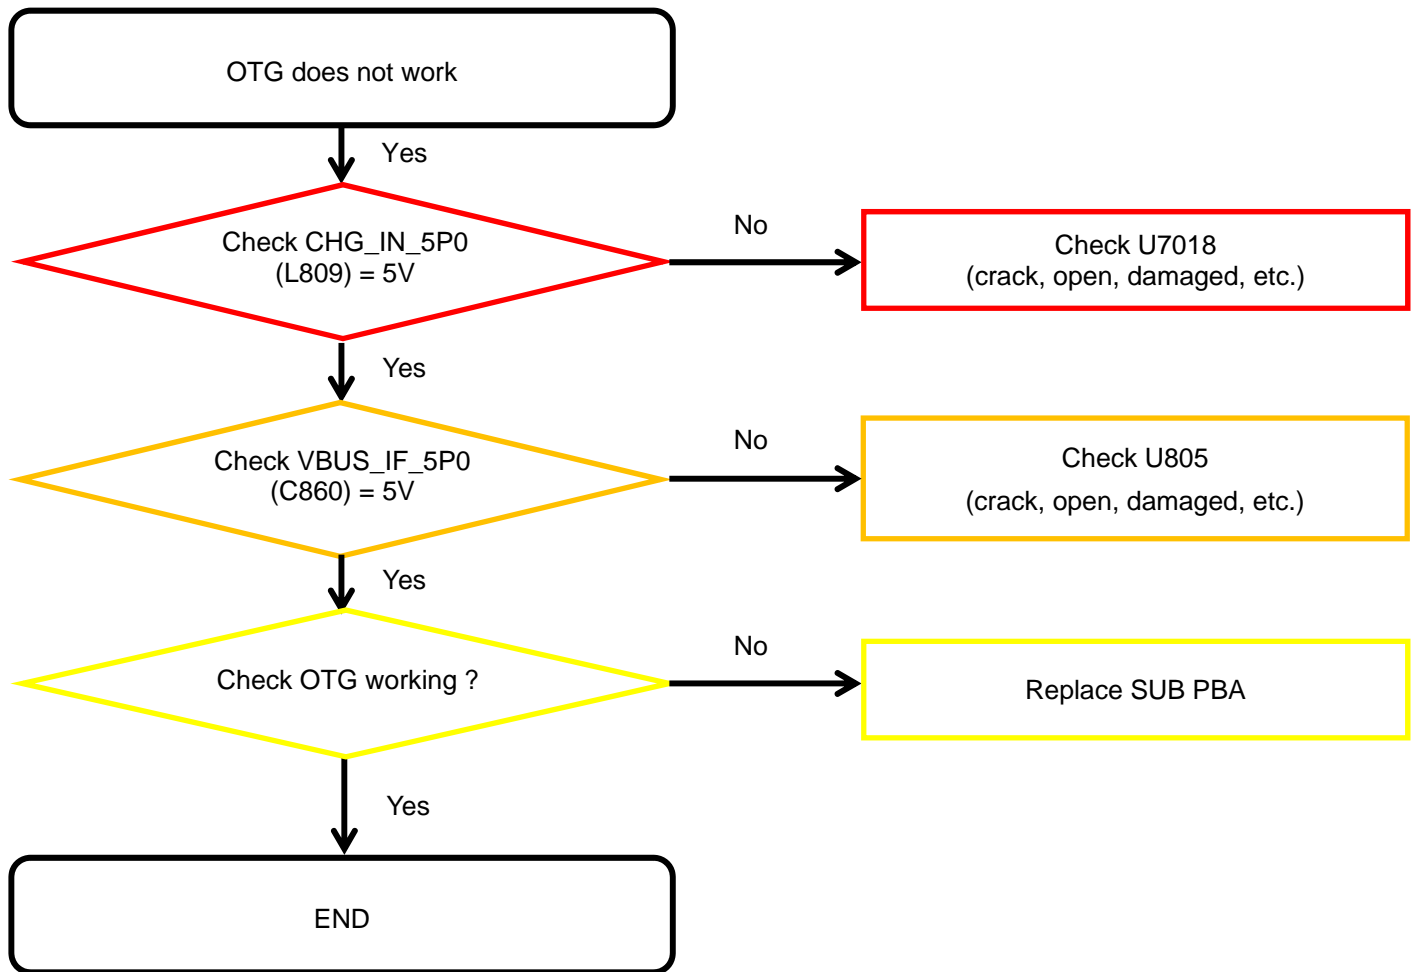 OTG does not work
Yes
Check CHG_IN_5P0
(L809) = 5V
No
Check U7018
(crack, open, damaged, etc.)
Yes
Check VBUS_IF_5P0
(C860) = 5V
No
Check U805
(crack, open, damaged, etc.)
Yes
Check OTG working ?
No
Replace SUB PBA
Yes
END